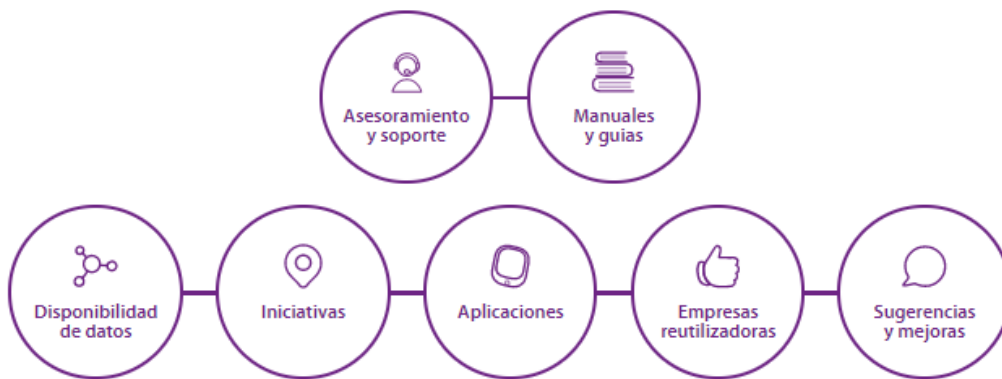 Asesoramiento
y soporte
Manuales
y guias
Disponibilidad
de datos
Iniciativas
Aplicaciones
Empresas
reutilizadoras
Sugerencias
y mejoras